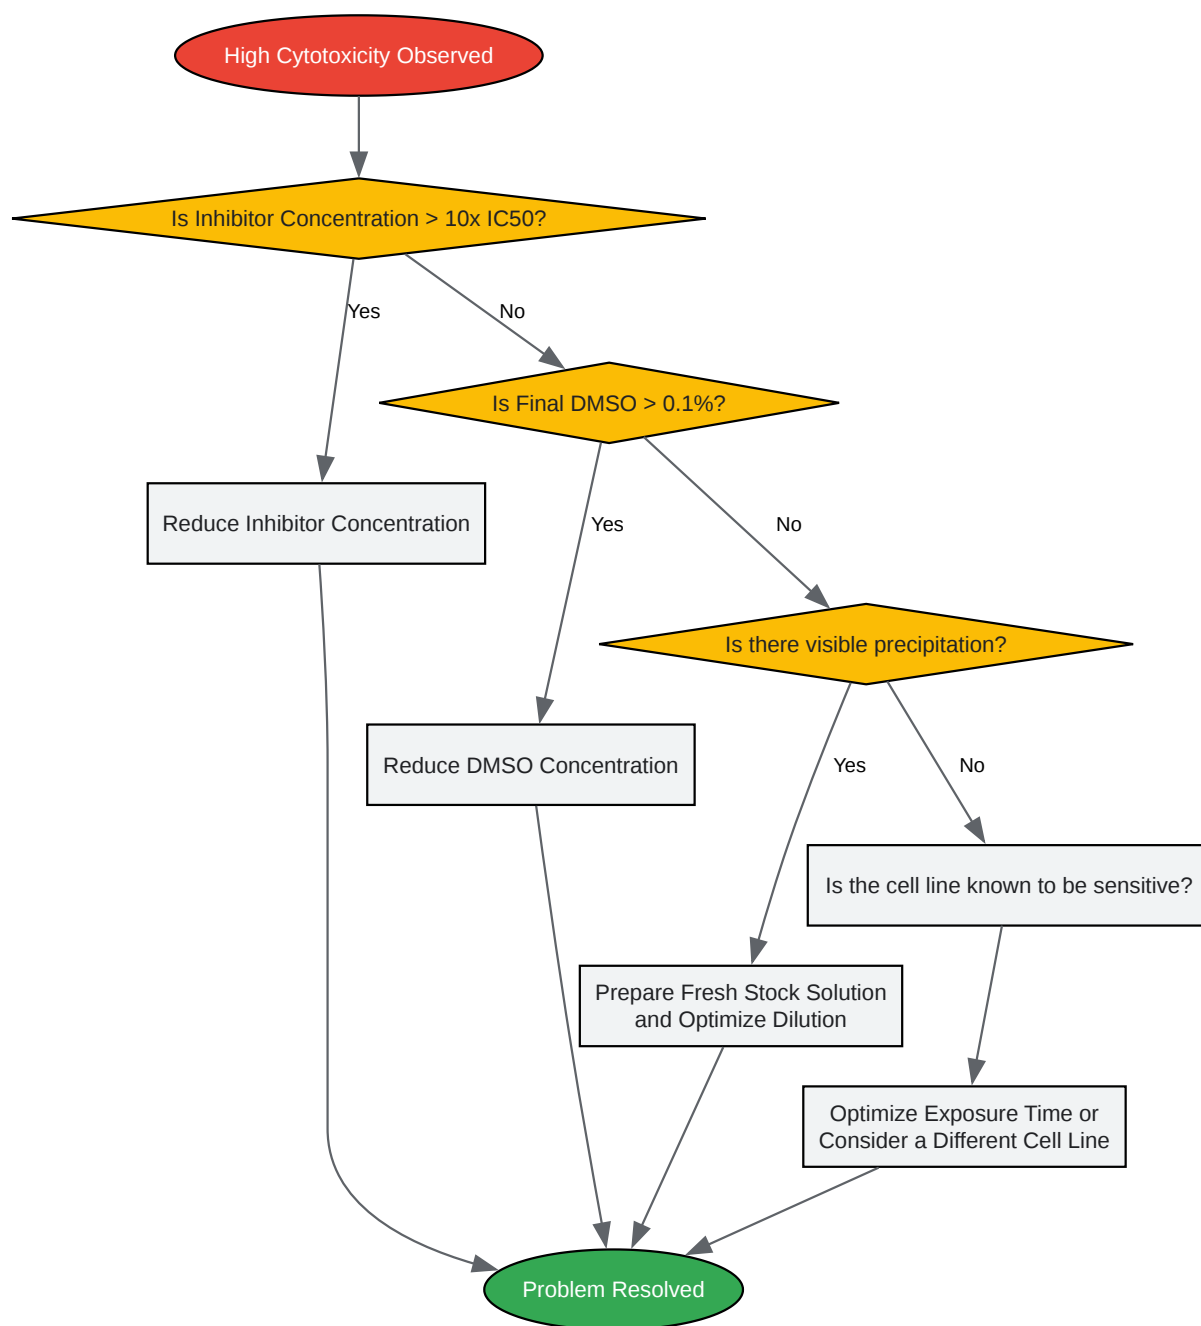 High Cytotoxicity Observed
Is Inhibitor Concentration > 10x IC50?
Yes
No
Is Final DMSO > 0.1%?
Reduce Inhibitor Concentration
Yes
No
Is there visible precipitation?
Reduce DMSO Concentration
Yes
No
Is the cell line known to be sensitive?
Prepare Fresh Stock Solution
and Optimize Dilution
Optimize Exposure Time or
Consider a Different Cell Line
Problem Resolved